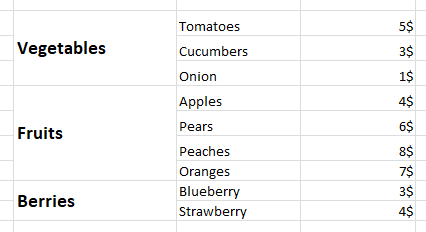 Vegetables
Tomatoes 5$
Cucumbers 3$
Onion 1$
Fruits
Apples 4$
Pears 6$
Peaches 8$
Oranges 7$
Berries
Blueberry 3$
Strawberry 4$